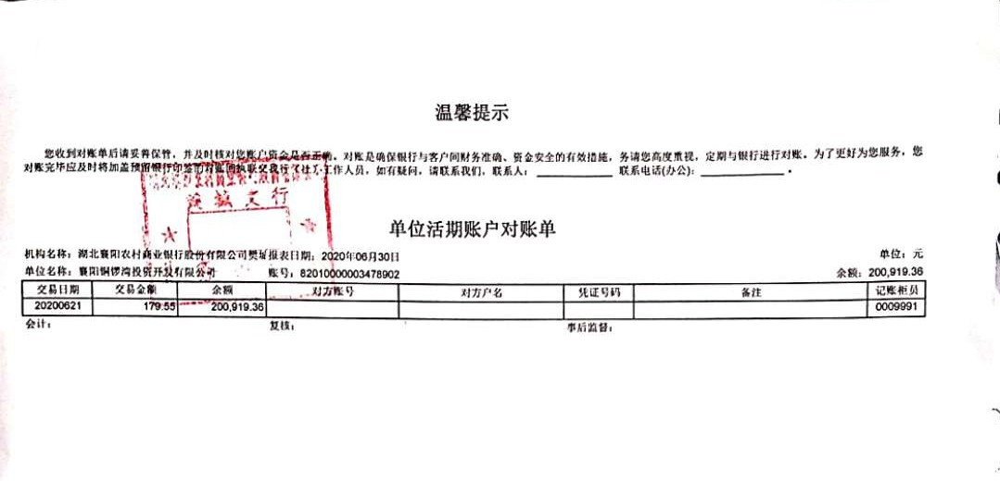 温馨提示
您收到对账单后请妥善保管，并及时核对您账户资金是否正确。对账是确保银行与客户间财务准确、资金安全的有效措施，务请您高度重视，定期与银行进行对账。为了更好为您服务，您
对账完毕应及时将加盖预留银行印鉴的对账回执联交我行（社）工作人员，如有疑问，请联系我们，联系人： 联系电话(办公)： 。
樊城支行
单位活期账户对账单
机构名称：湖北襄阳农村商业银行股份有限公司樊城 报表日期：2020年06月30日 单位：元
单位名称：襄阳铜锣湾投资开发有限公司 账号：82010000003478902 余额：200,919.36
交易日期 交易金额 余额 对方账号 对方户名 凭证号码 备注 记账柜员
20200621 179.55 200,919.36 0009991
会计： 复核： 事后监督：